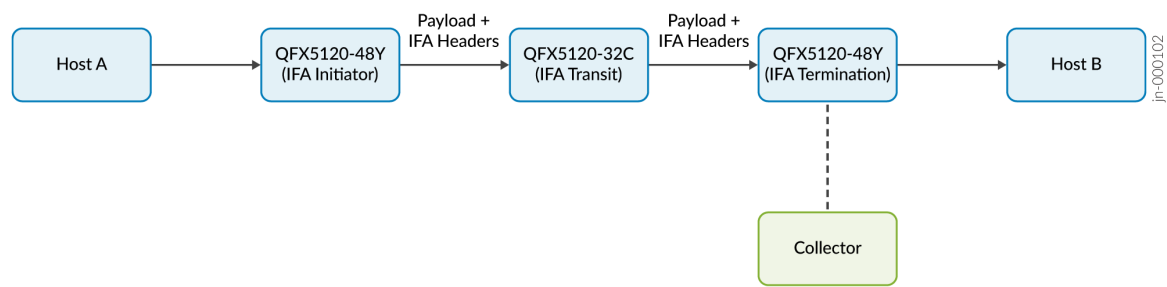 Host A
QFX5120-48Y
(IFA Initiator)
Payload +
IFA Headers
QFX5120-32C
(IFA Transit)
Payload +
IFA Headers
QFX5120-48Y
(IFA Termination)
Host B
Collector
jn-000102